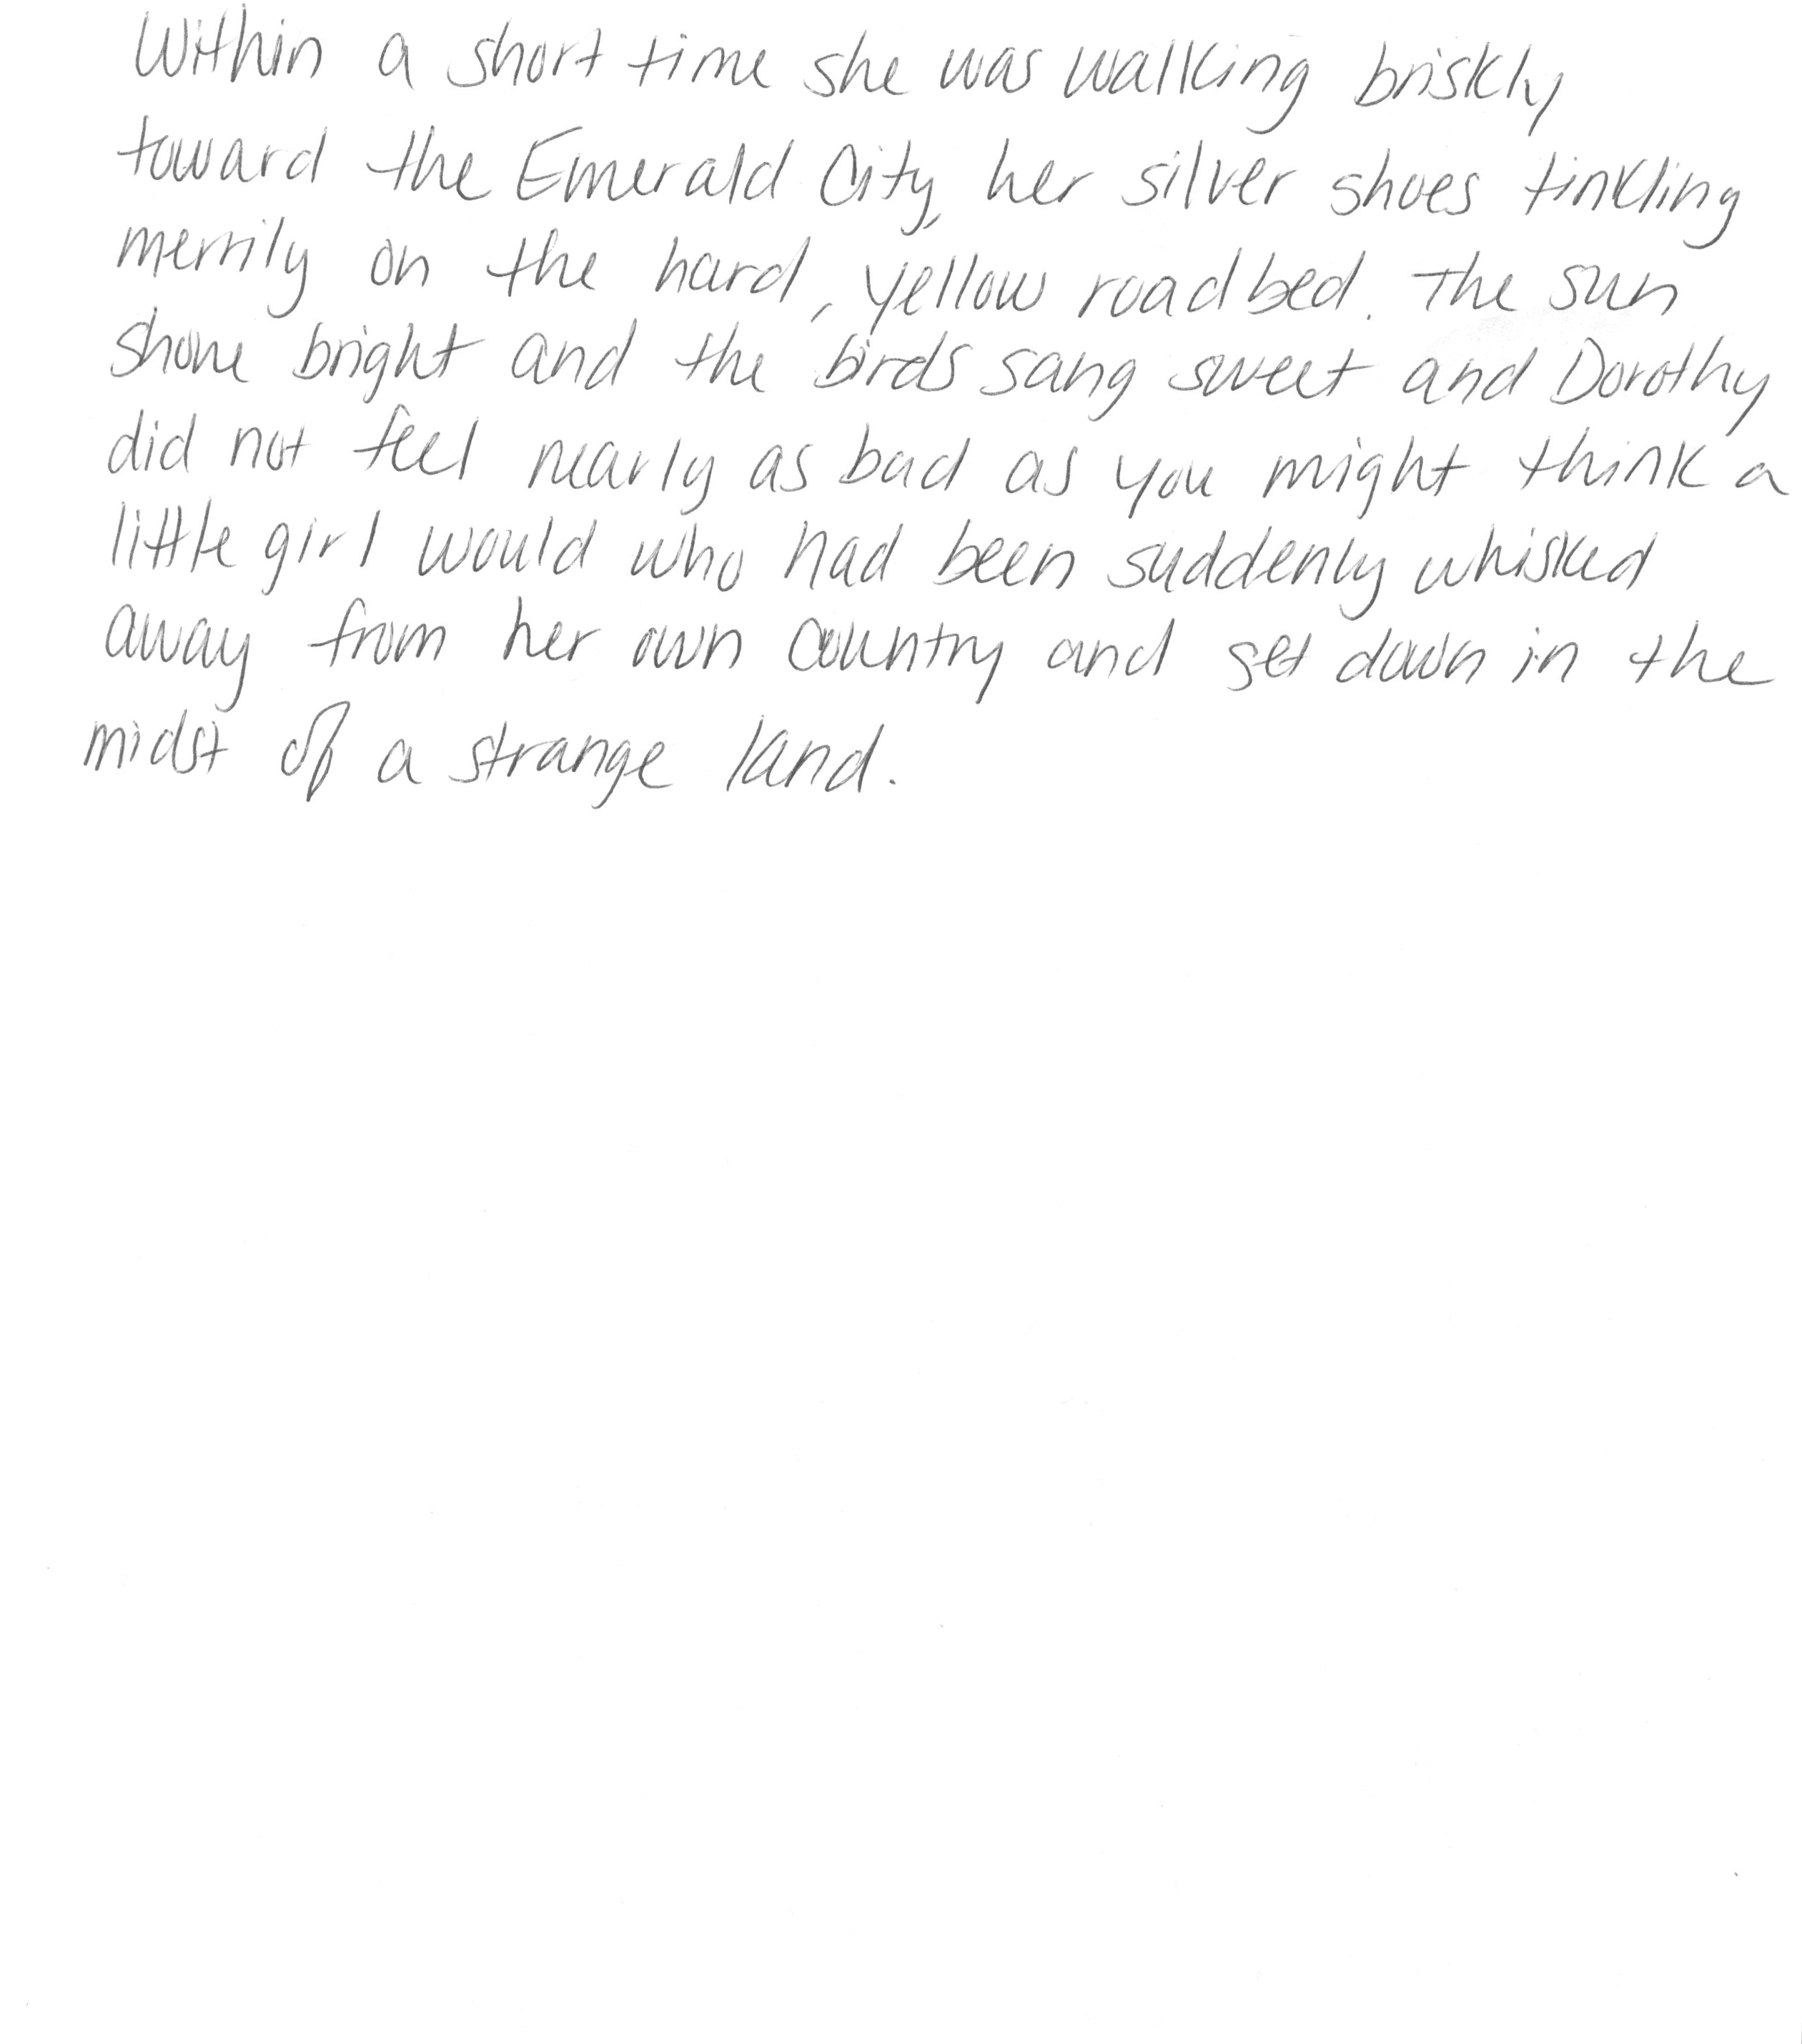 Within a short time she was walking briskly
toward the Emerald City, her silver shoes tinkling
merrily on the hard, yellow roadbed. The sun
shone bright and the birds sang sweet and Dorothy
did not feel nearly as bad as you might think a
little girl would who had been suddenly whisked
away from her own country and set down in the
midst of a strange land.